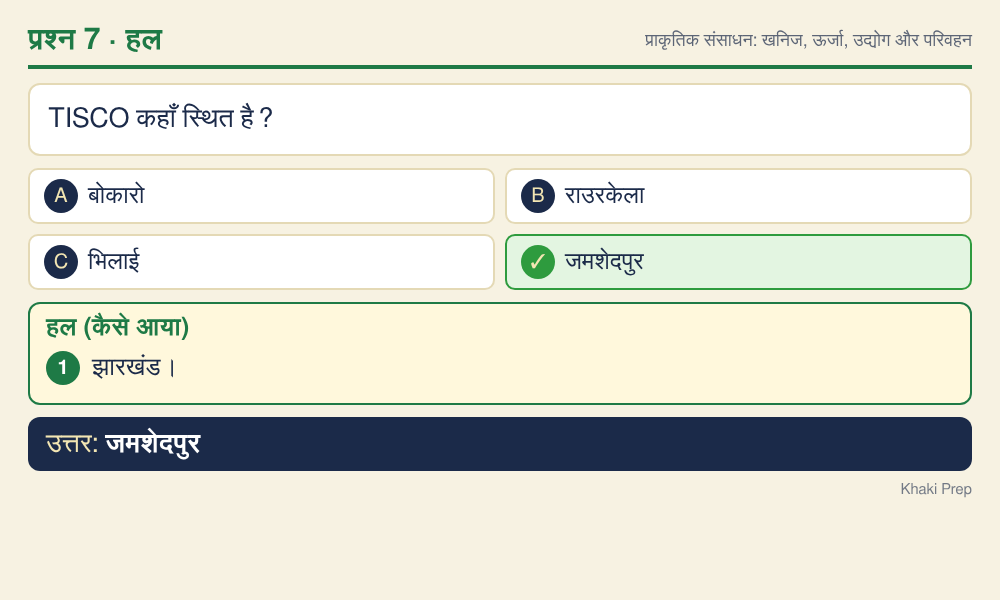 प्रश्न 7 · हल
प्राकृतिक संसाधन: खनिज, ऊर्जा, उद्योग और परिवहन
TISCO कहाँ स्थित है ?
A बोकारो
B राउरकेला
C भिलाई
✓ जमशेदपुर
हल (कैसे आया)
1 झारखंड ।
उत्तर: जमशेदपुर
Khaki Prep